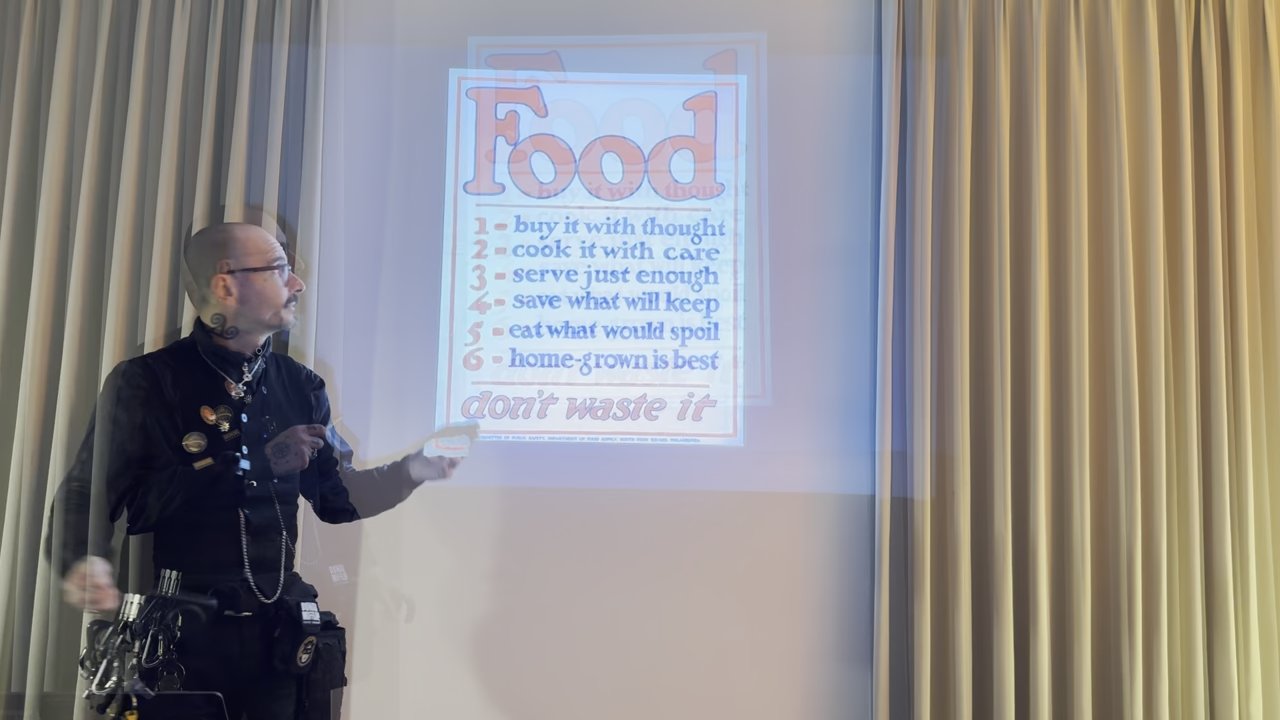 Food
1 - buy it with thought
2 - cook it with care
3 - serve just enough
4 - save what will keep
5 - eat what would spoil
6 - home-grown is best
don't waste it